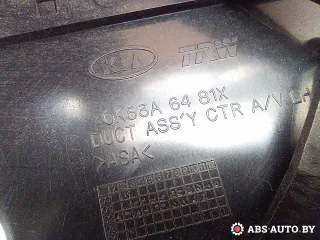 KIA TRW
0K53A 64 81X
DUCT ASS'Y CTR A/V LH
>ASA<
ABS-AUTO.BY